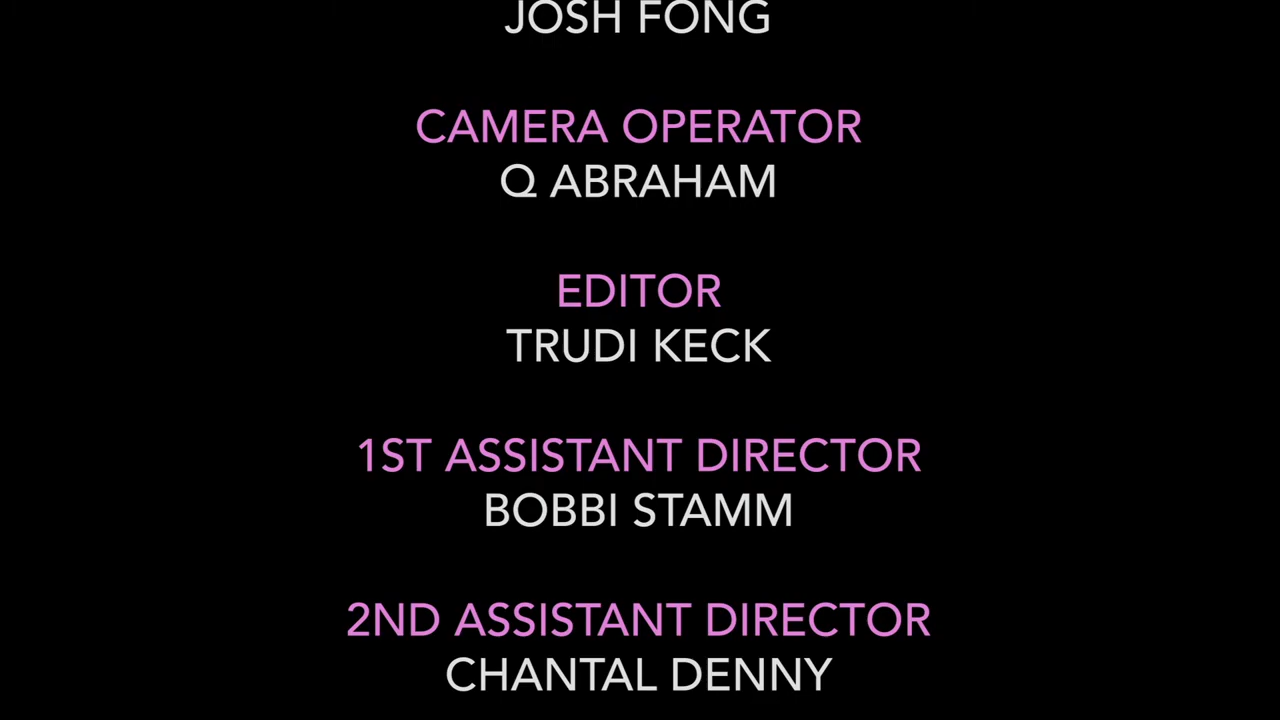 JOSH FONG
CAMERA OPERATOR
Q ABRAHAM
EDITOR
TRUDI KECK
1ST ASSISTANT DIRECTOR
BOBBI STAMM
2ND ASSISTANT DIRECTOR
CHANTAL DENNY